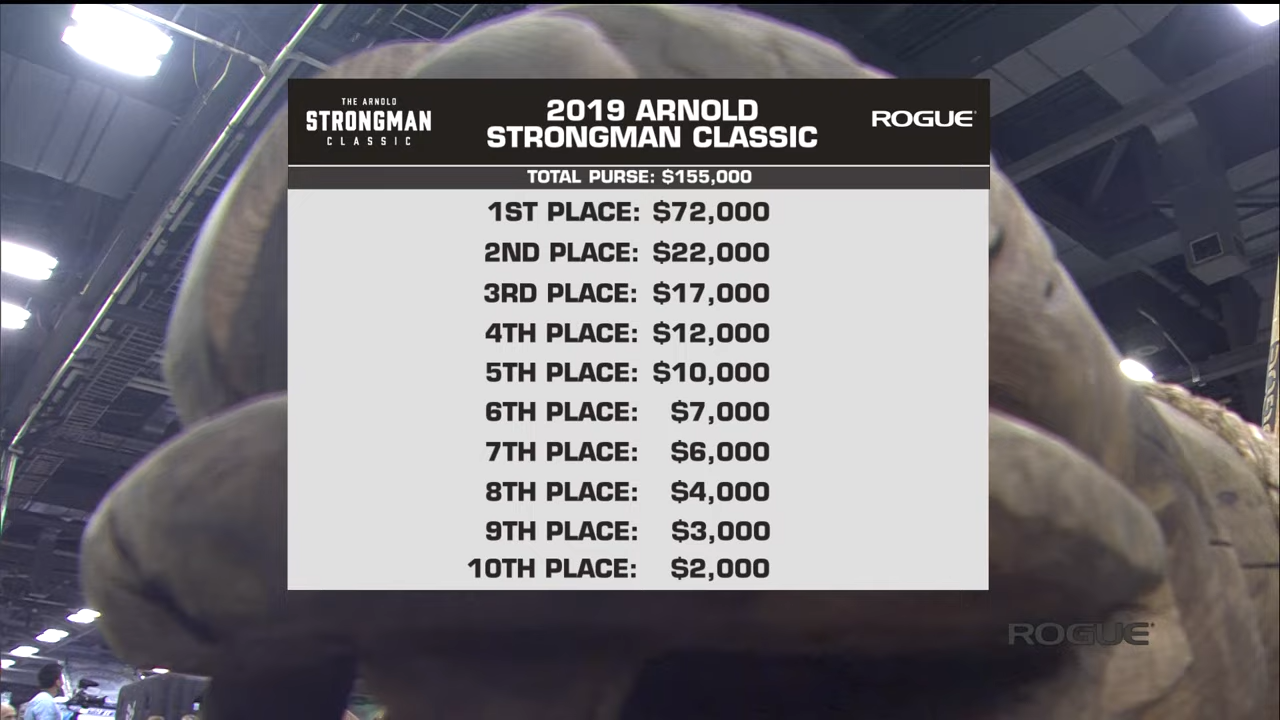 THE ARNOLD
STRONGMAN
CLASSIC
2019 ARNOLD
STRONGMAN CLASSIC
ROGUE
TOTAL PURSE: $155,000
1ST PLACE: $72,000
2ND PLACE: $22,000
3RD PLACE: $17,000
4TH PLACE: $12,000
5TH PLACE: $10,000
6TH PLACE: $7,000
7TH PLACE: $6,000
8TH PLACE: $4,000
9TH PLACE: $3,000
10TH PLACE: $2,000
ROGUE